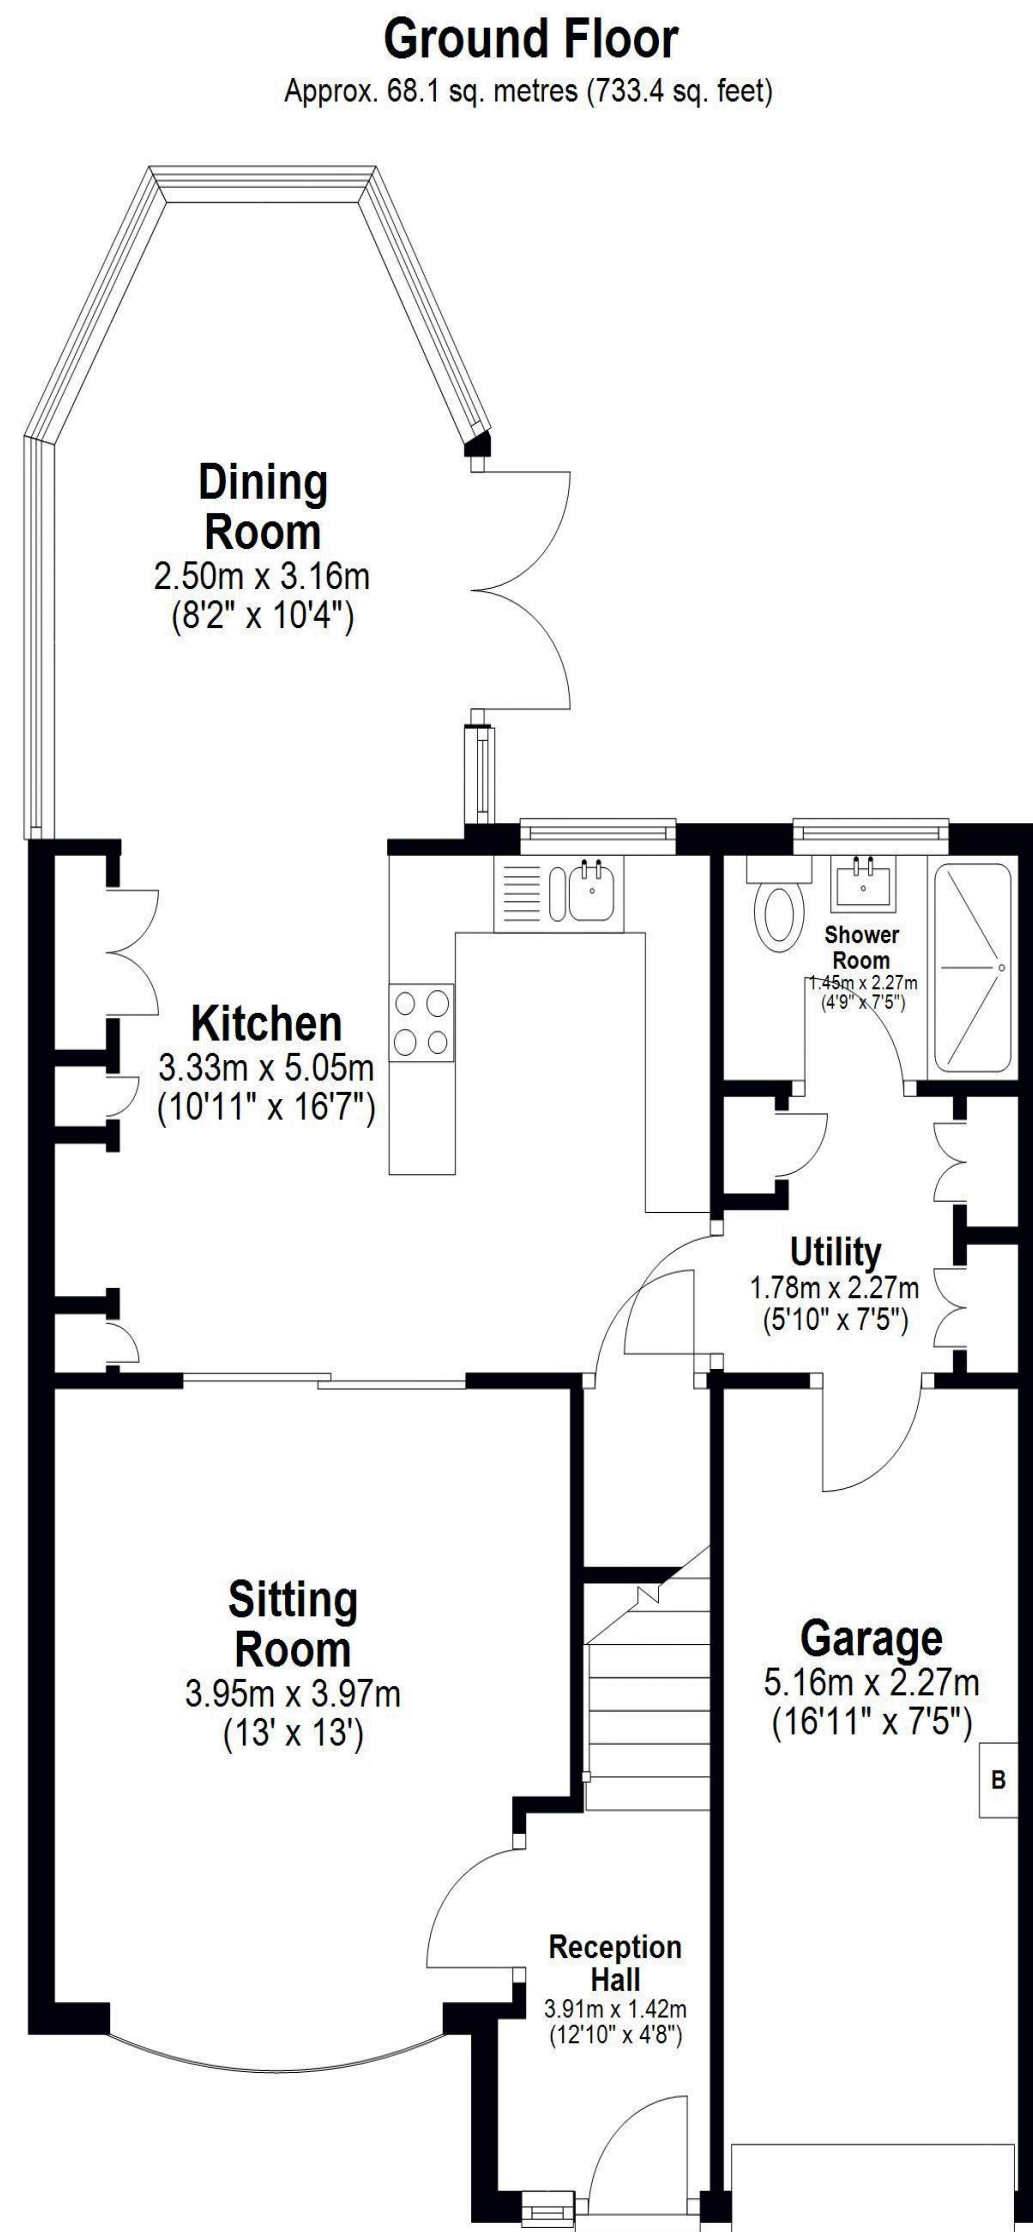 Ground Floor
Approx. 68.1 sq. metres (733.4 sq. feet)
Dining
Room
2.50m x 3.16m
(8'2" x 10'4")
Kitchen
3.33m x 5.05m
(10'11" x 16'7")
Shower
Room
1.45m x 2.27m
(4'9" x 7'5")
Utility
1.78m x 2.27m
(5'10" x 7'5")
Sitting
Room
3.95m x 3.97m
(13' x 13')
Garage
5.16m x 2.27m
(16'11" x 7'5")
B
Reception
Hall
3.91m x 1.42m
(12'10" x 4'8")